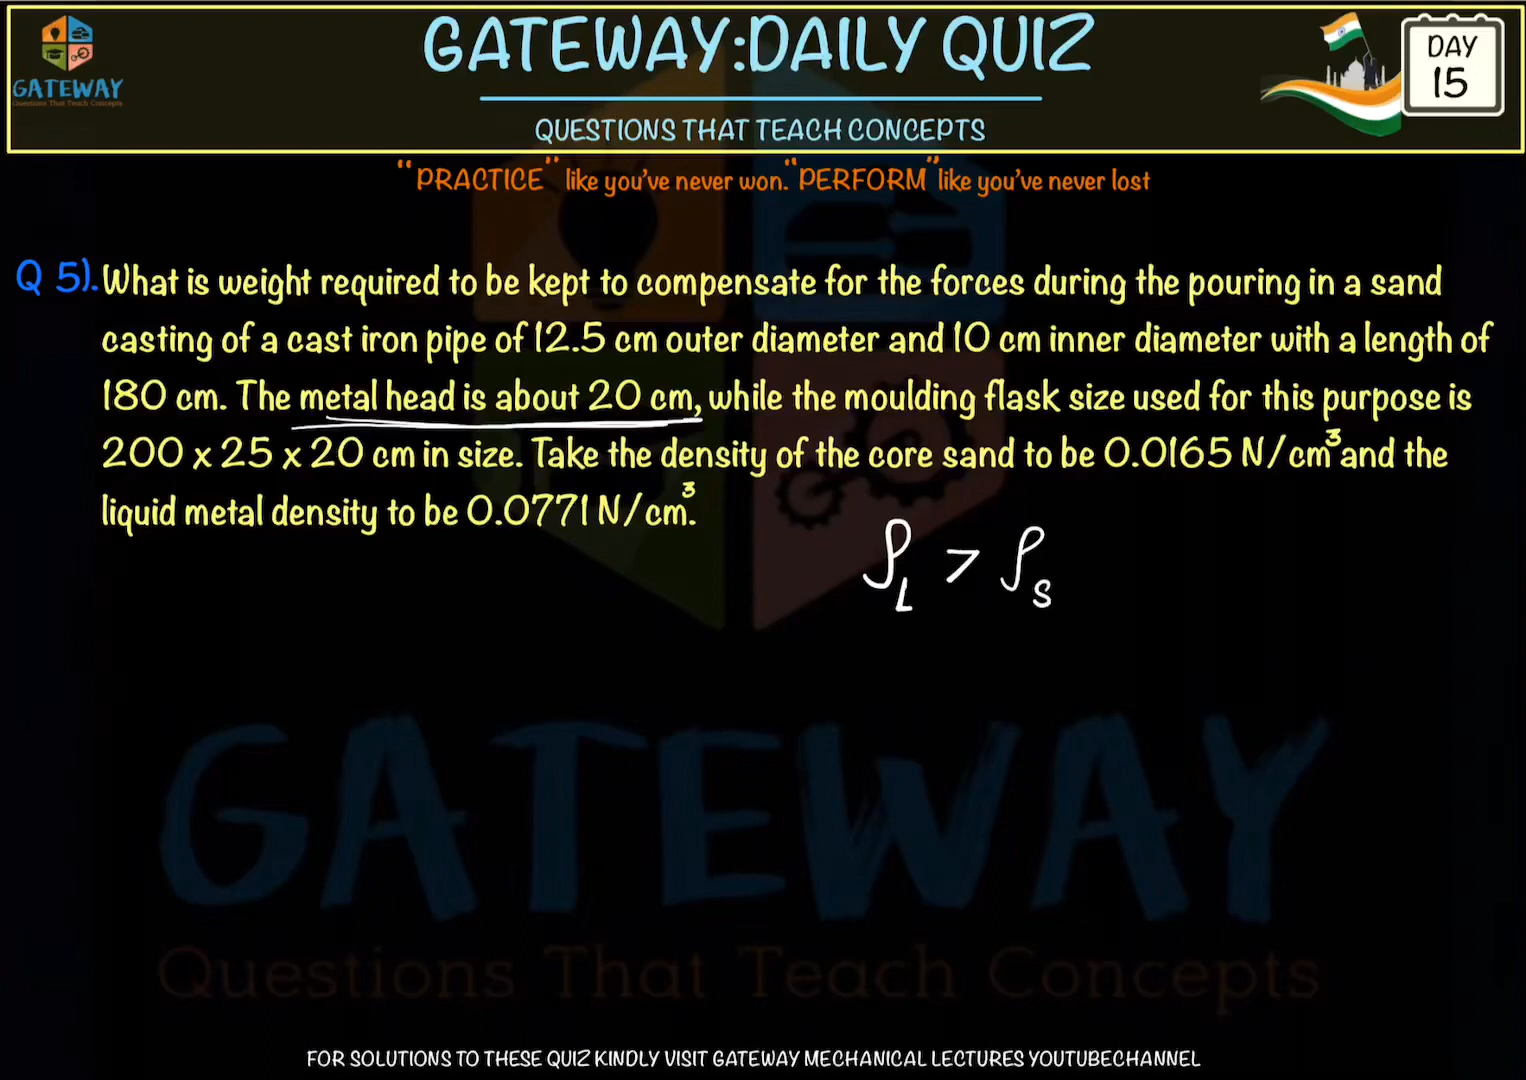 GATEWAY:DAILY QUIZ
GATEWAY
Questions That Teach Concepts
DAY
15
QUESTIONS THAT TEACH CONCEPTS
"PRACTICE" like you've never won. "PERFORM" like you've never lost
Q 5). What is weight required to be kept to compensate for the forces during the pouring in a sand
casting of a cast iron pipe of 12.5 cm outer diameter and 10 cm inner diameter with a length of
180 cm. The metal head is about 20 cm, while the moulding flask size used for this purpose is
200 x 25 x 20 cm in size. Take the density of the core sand to be 0.0165 N/cm³ and the
liquid metal density to be 0.0771 N/cm³.
ρL > ρs
GATEWAY
Questions That Teach Concepts
FOR SOLUTIONS TO THESE QUIZ KINDLY VISIT GATEWAY MECHANICAL LECTURES YOUTUBECHANNEL